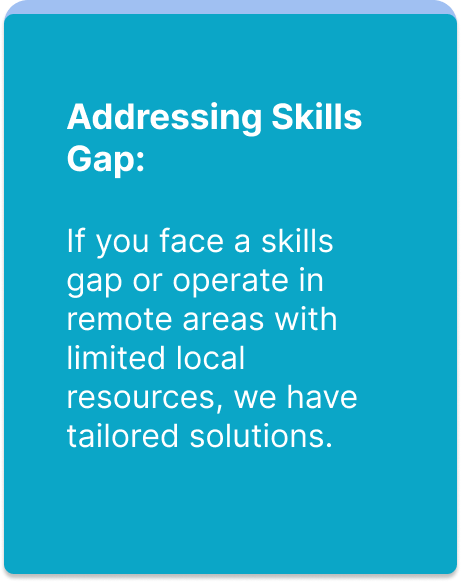 Addressing Skills
Gap:
If you face a skills
gap or operate in
remote areas with
limited local
resources, we have
tailored solutions.